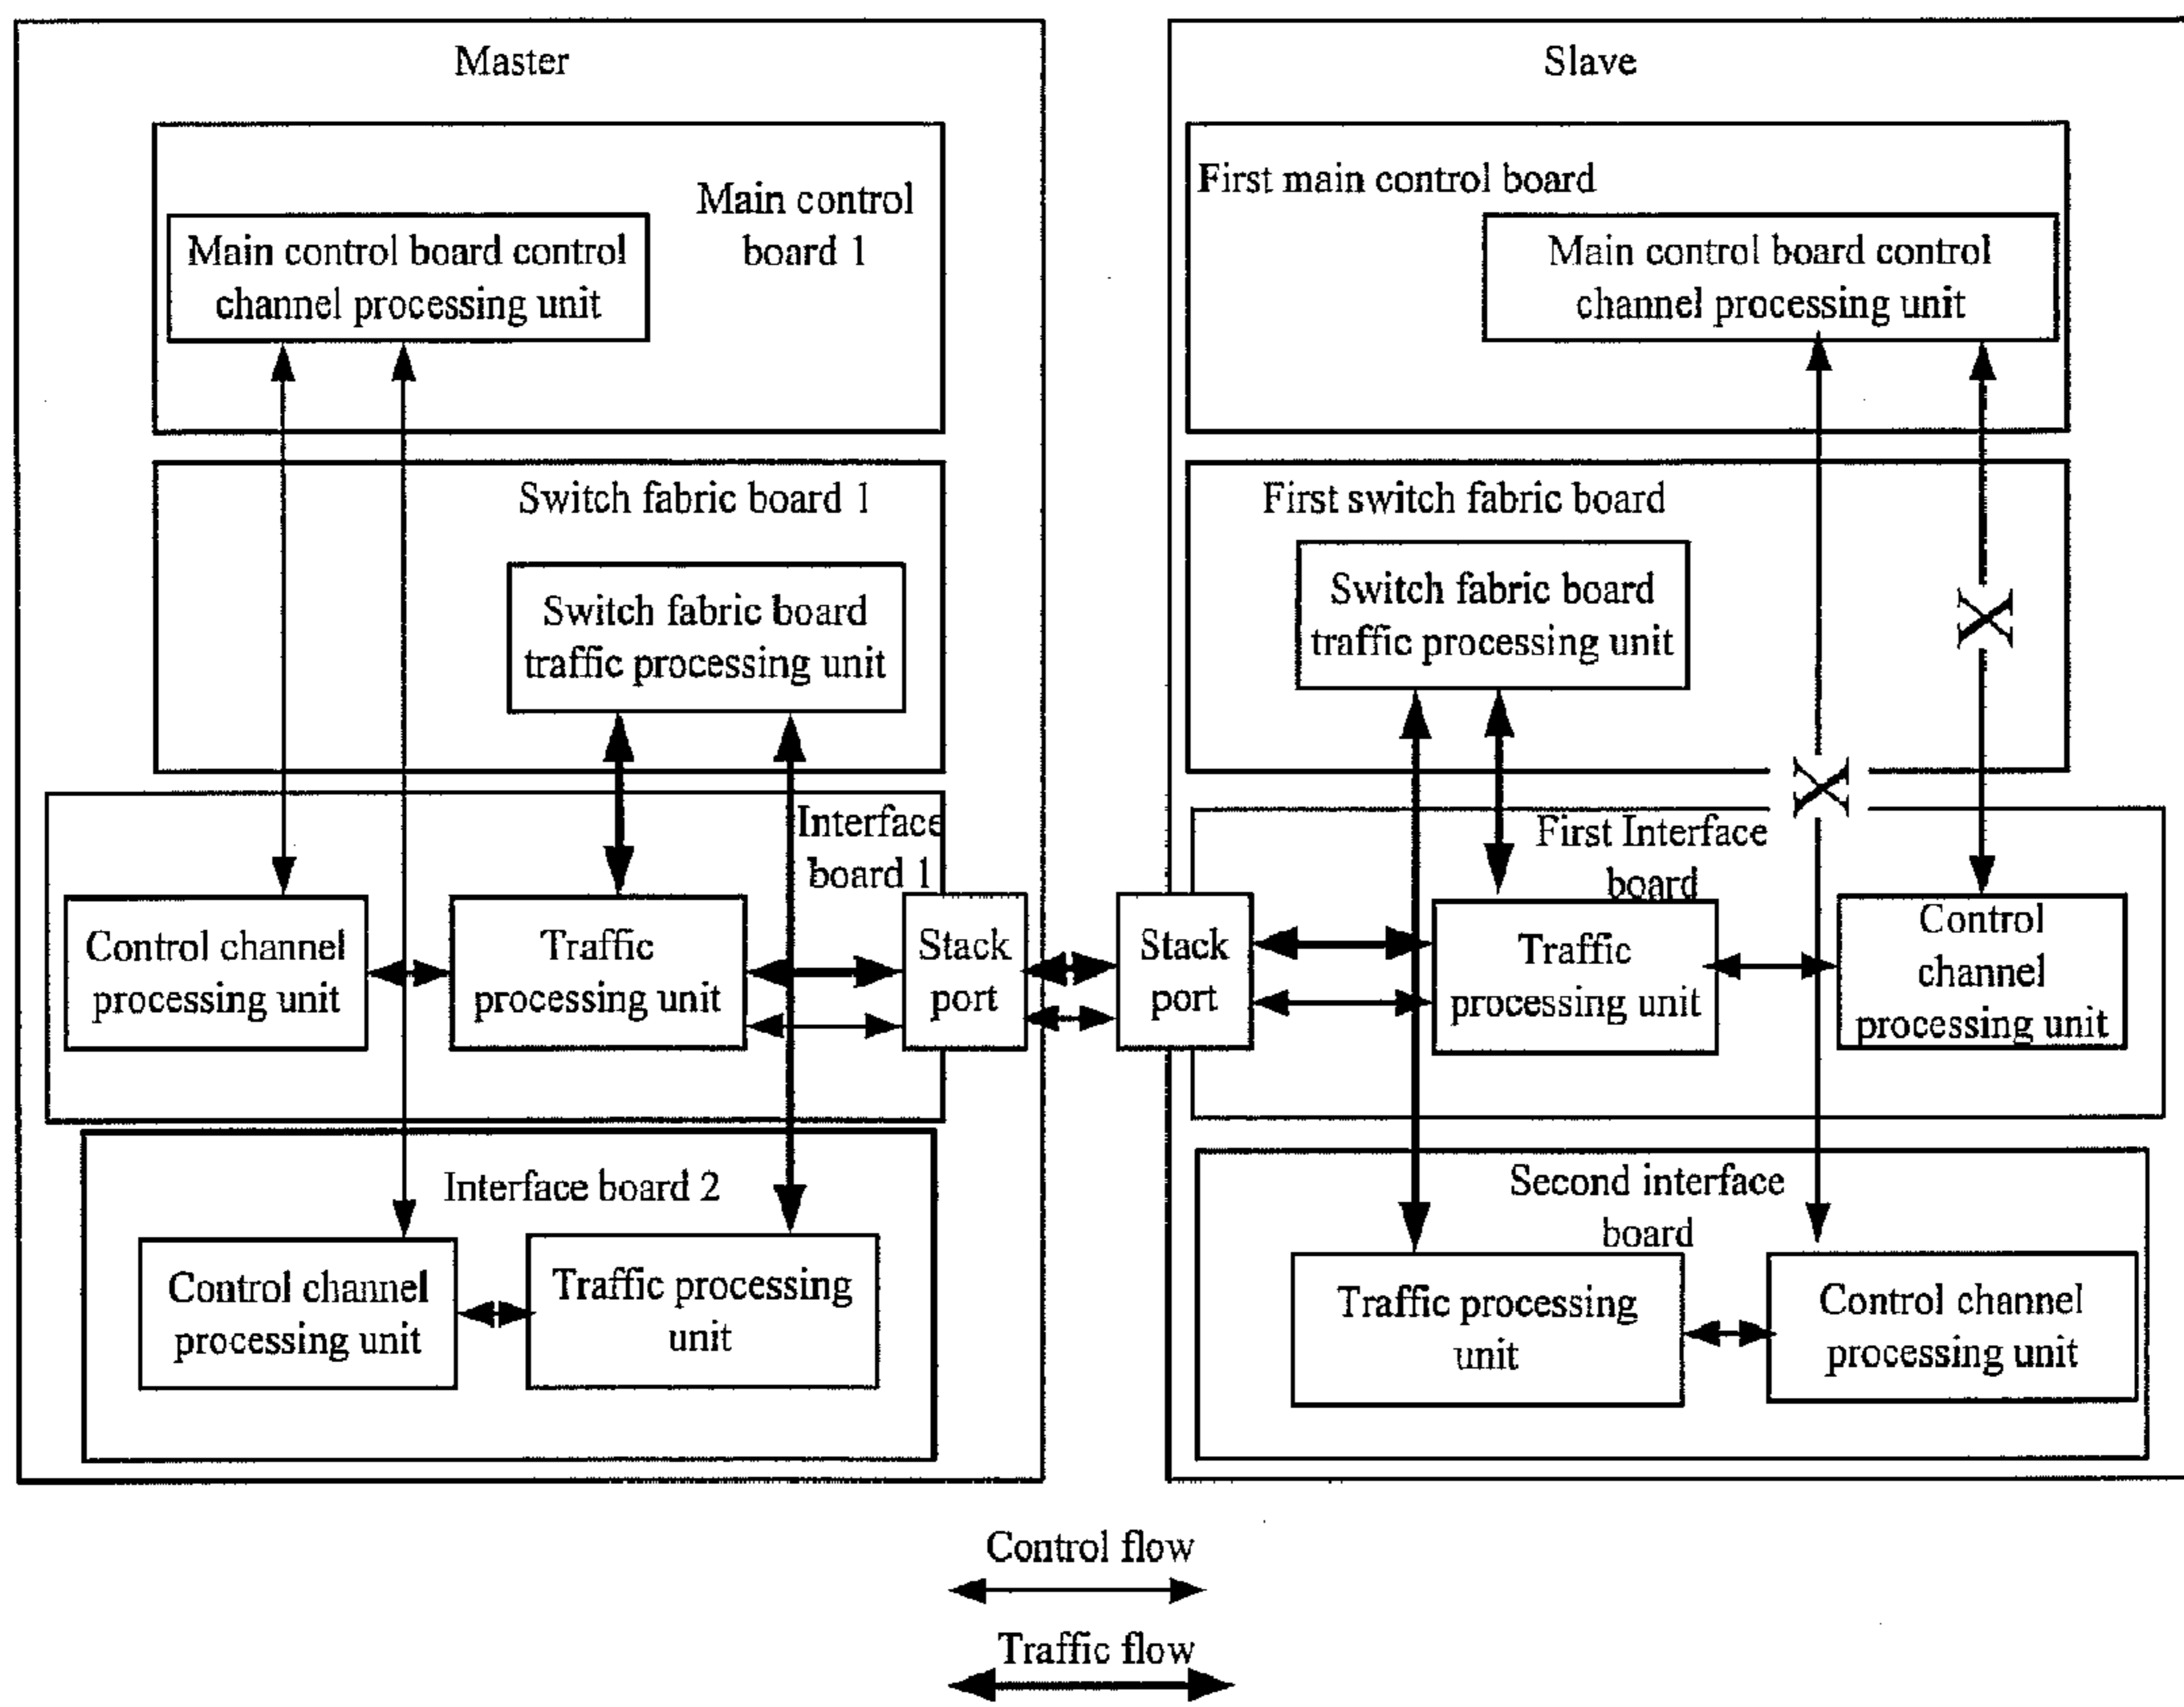 Master
Main control
board 1
Main control board control
channel processing unit
Switch fabric board 1
Switch fabric board
traffic processing unit
Interface
board 1
Control channel
processing unit
Traffic
processing unit
Stack
port
Interface board 2
Control channel
processing unit
Traffic processing
unit
Slave
First main control board
Main control board control
channel processing unit
First switch fabric board
Switch fabric board
traffic processing unit
X
X
First Interface
board
Stack
port
Traffic
processing unit
Control
channel
processing unit
Second interface
board
Traffic processing
unit
Control channel
processing unit
Control flow
Traffic flow